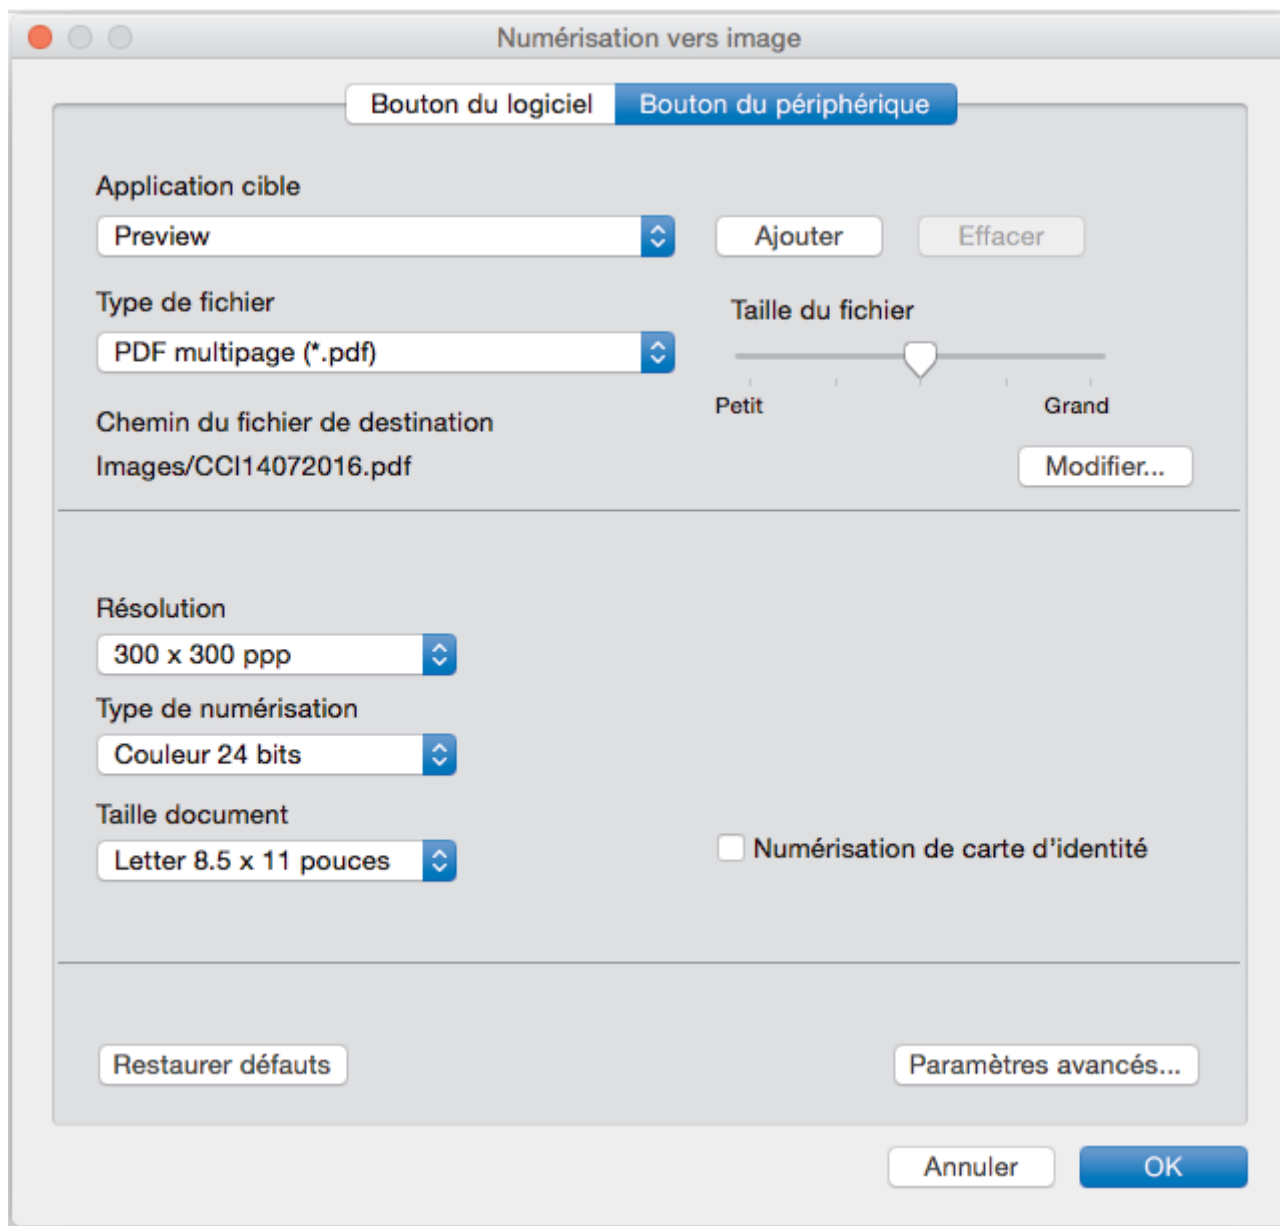 Numérisation vers image
Bouton du logiciel
Bouton du périphérique
Application cible
Preview
Ajouter
Effacer
Type de fichier
Taille du fichier
PDF multipage (*.pdf)
Petit
Grand
Chemin du fichier de destination
Images/CCI14072016.pdf
Modifier...
Résolution
300 x 300 ppp
Type de numérisation
Couleur 24 bits
Taille document
Letter 8.5 x 11 pouces
Numérisation de carte d’identité
Restaurer défauts
Paramètres avancés...
Annuler
OK